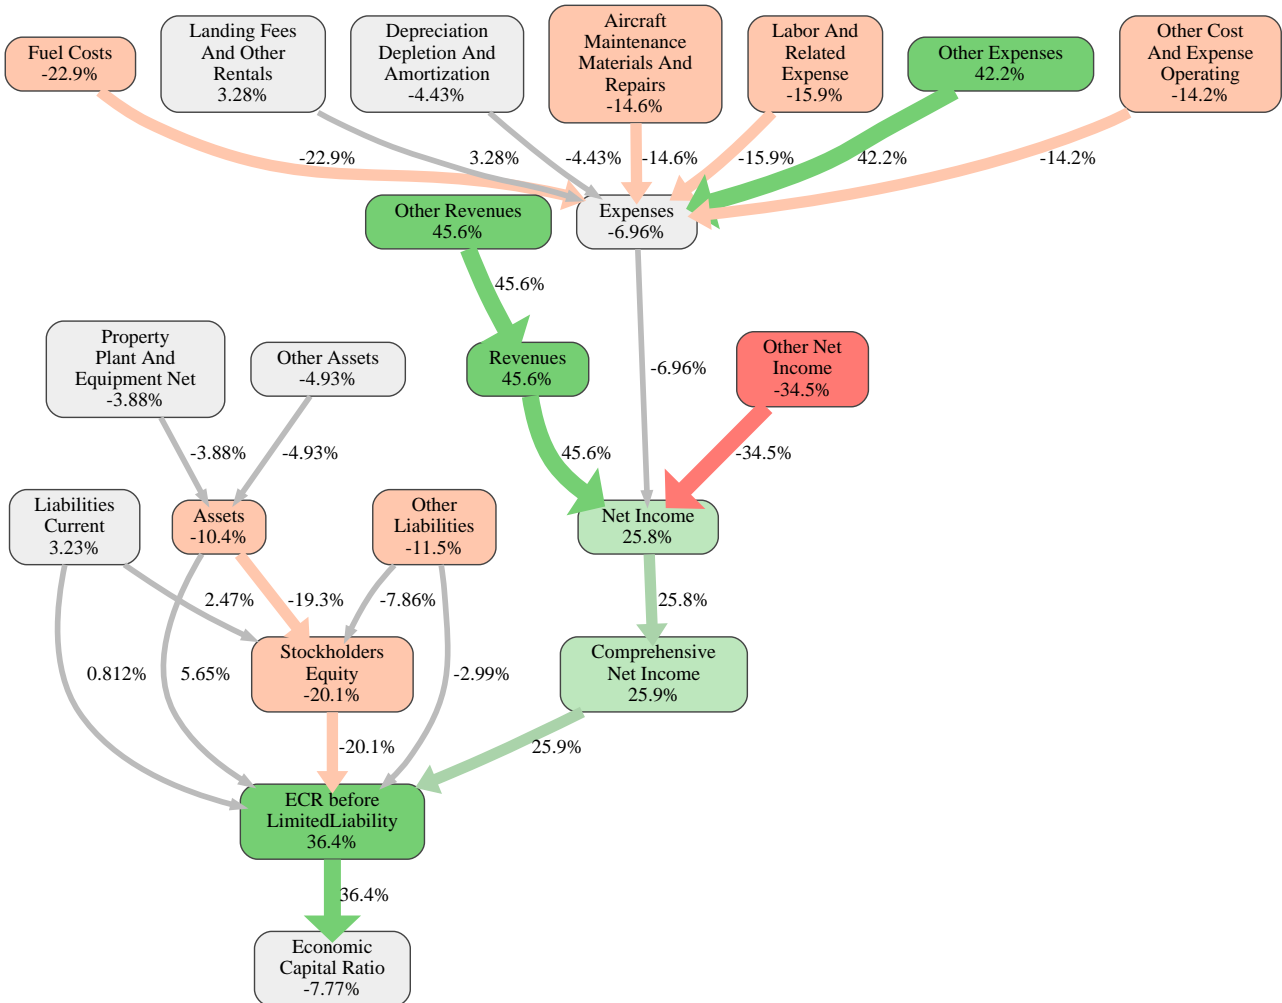 Fuel Costs
-22.9%
Landing Fees
And Other
Rentals
3.28%
Depreciation
Depletion And
Amortization
-4.43%
Aircraft
Maintenance
Materials And
Repairs
-14.6%
Labor And
Related
Expense
-15.9%
Other Expenses
42.2%
Other Cost
And Expense
Operating
-14.2%
-22.9%
3.28%
-4.43%
-14.6%
-15.9%
42.2%
-14.2%
Other Revenues
45.6%
Expenses
-6.96%
45.6%
Property
Plant And
Equipment Net
-3.88%
Other Assets
-4.93%
Revenues
45.6%
-6.96%
Other Net
Income
-34.5%
-3.88%
-4.93%
45.6%
-34.5%
Liabilities
Current
3.23%
Assets
-10.4%
Other
Liabilities
-11.5%
Net Income
25.8%
2.47%
-19.3%
-7.86%
25.8%
0.812%
5.65%
Stockholders
Equity
-20.1%
-2.99%
Comprehensive
Net Income
25.9%
-20.1%
25.9%
ECR before
LimitedLiability
36.4%
36.4%
Economic
Capital Ratio
-7.77%